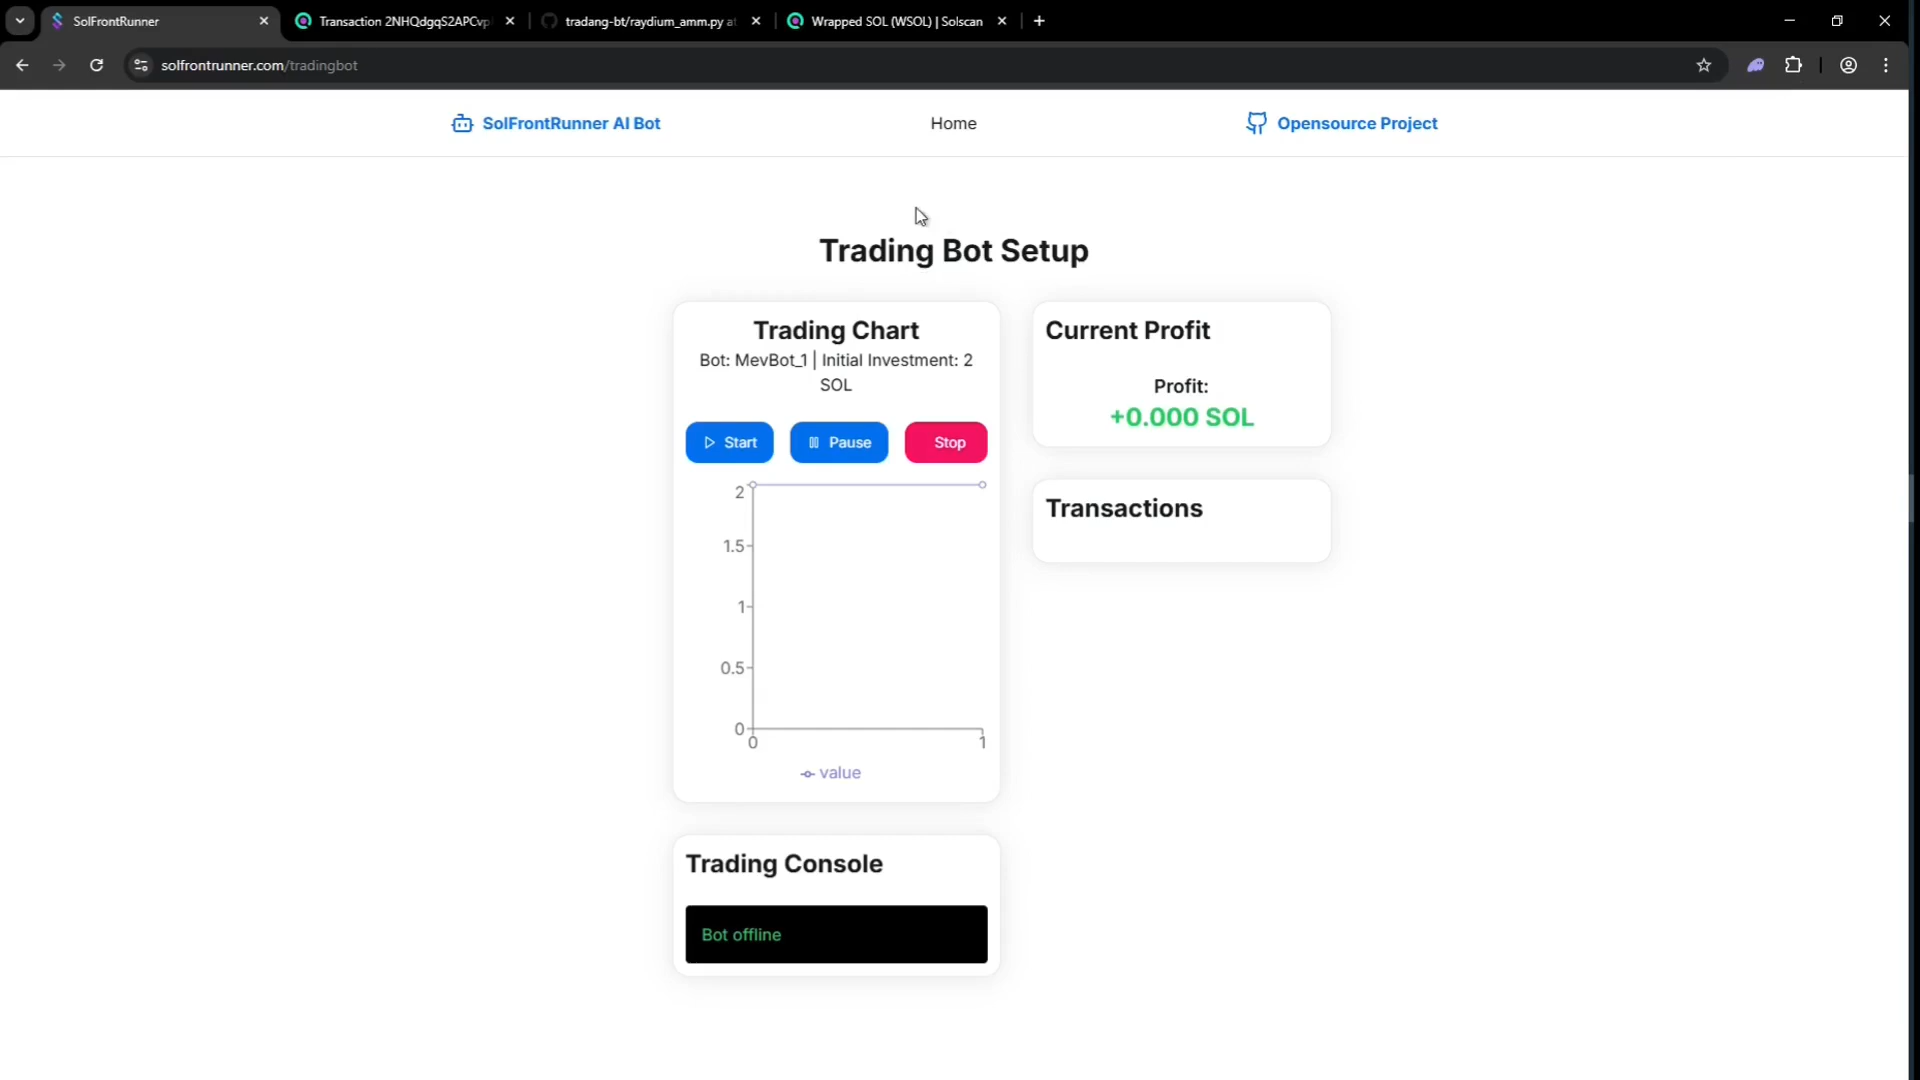 SolFrontRunner
Transaction 2NHQdgqS2APCvp
tradang-bt/raydium_amm.py at
Wrapped SOL (WSOL) | Solscan
solfrontrunner.com/tradingbot
SolFrontRunner AI Bot
Home
Opensource Project
Trading Bot Setup
Trading Chart
Bot: MevBot_1 | Initial Investment: 2
SOL
Start
Pause
Stop
2
1.5
1
0.5
0
0
1
value
Current Profit
Profit:
+0.000 SOL
Transactions
Trading Console
Bot offline